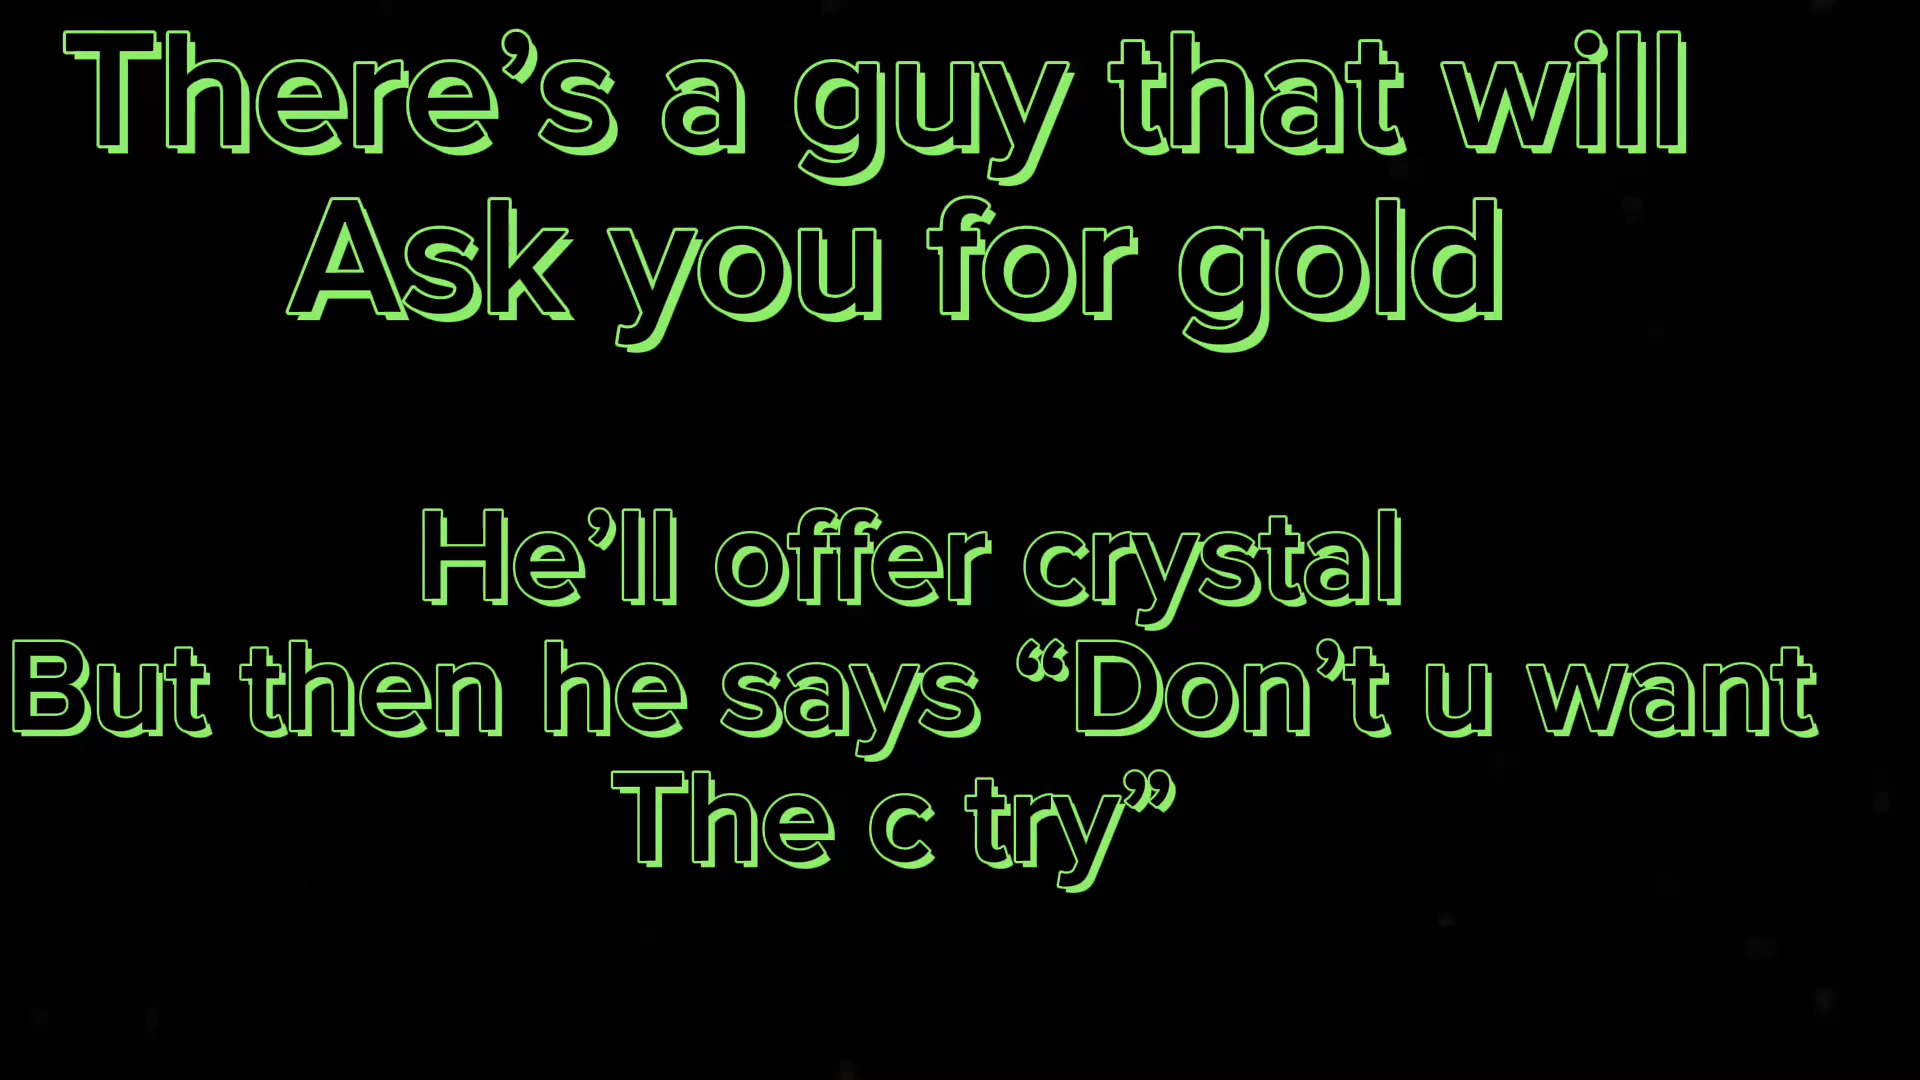 There’s a guy that will
Ask you for gold
He’ll offer crystal
But then he says “Don’t u want
The c try”